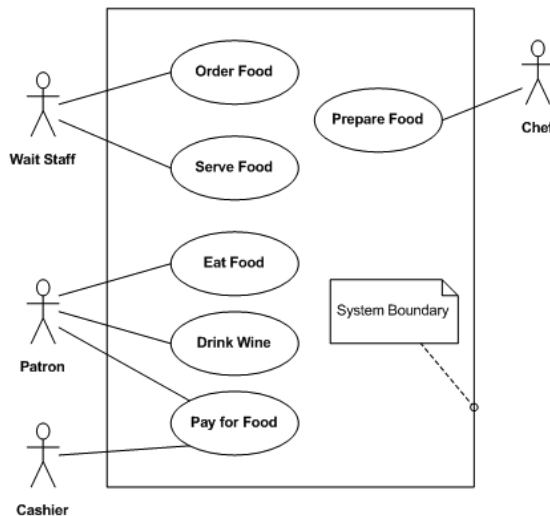 Order Food
Prepare Food
Chef
Wait Staff
Serve Food
Eat Food
System Boundary
Drink Wine
Patron
Pay for Food
Cashier